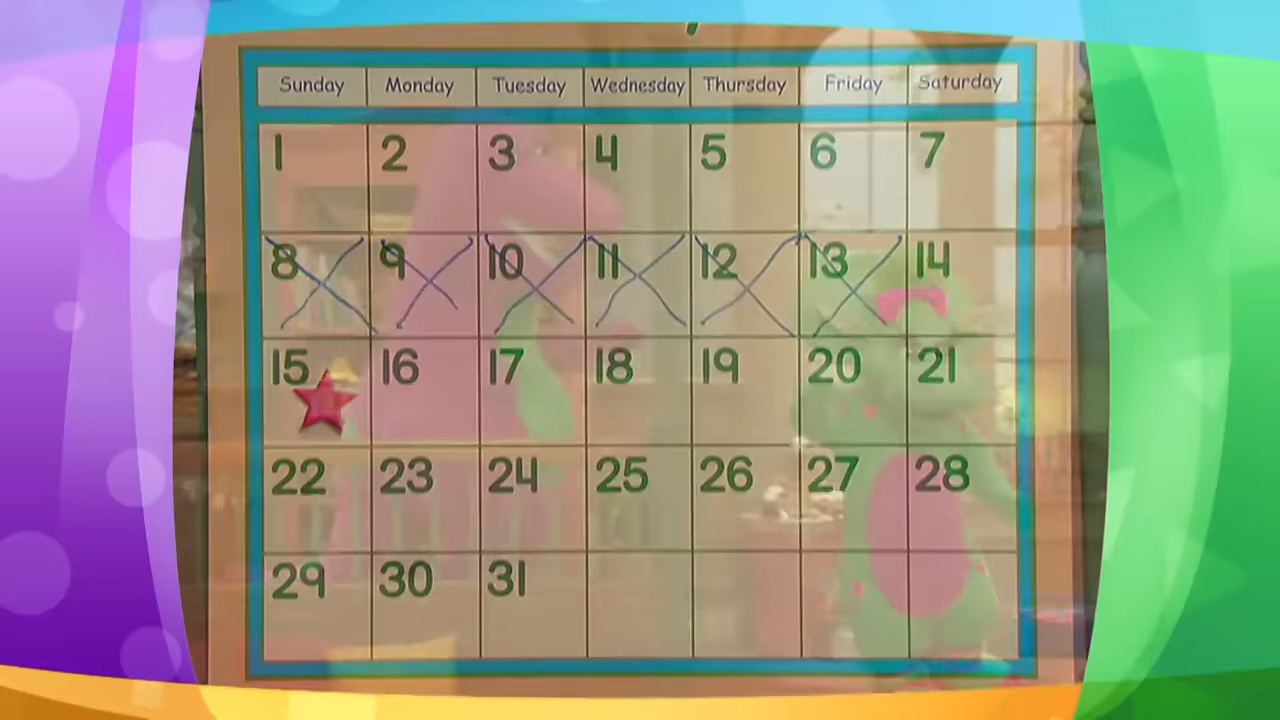 Sunday Monday Tuesday Wednesday Thursday Friday Saturday
1 2 3 4 5 6 7
8 9 10 11 12 13 14
15 16 17 18 19 20 21
22 23 24 25 26 27 28
29 30 31